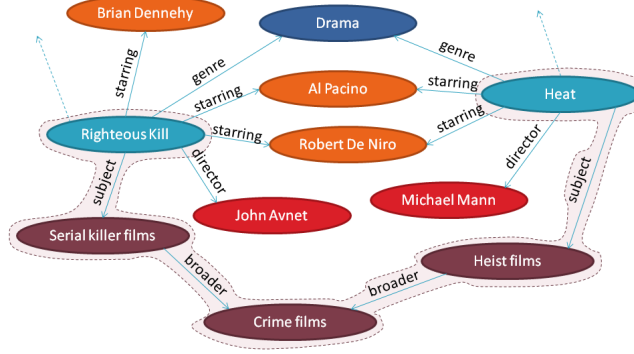 Brian Dennehy
Drama
starring
genre
genre
Al Pacino
starring
starring
Heat
Righteous Kill
starring
Robert De Niro
starring
director
director
subject
subject
Michael Mann
John Avnet
Serial killer films
Heist films
broader
broader
Crime films